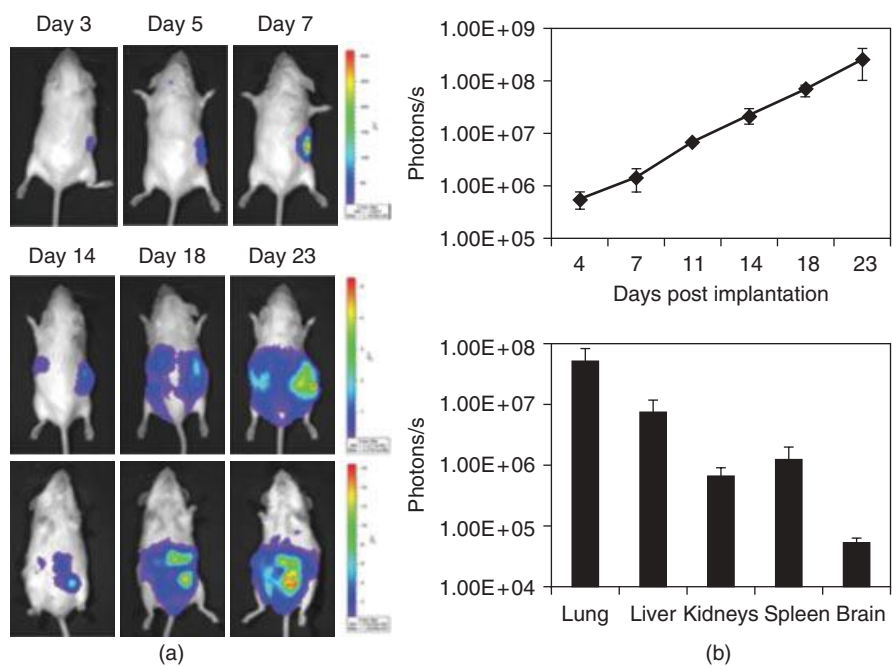 Day 3 Day 5 Day 7
Day 14 Day 18 Day 23
(a)
1.00E+09
1.00E+08
1.00E+07
1.00E+06
1.00E+05
Photons/s
4 7 11 14 18 23
Days post implantation
1.00E+08
1.00E+07
1.00E+06
1.00E+05
1.00E+04
Photons/s
Lung Liver Kidneys Spleen Brain
(b)